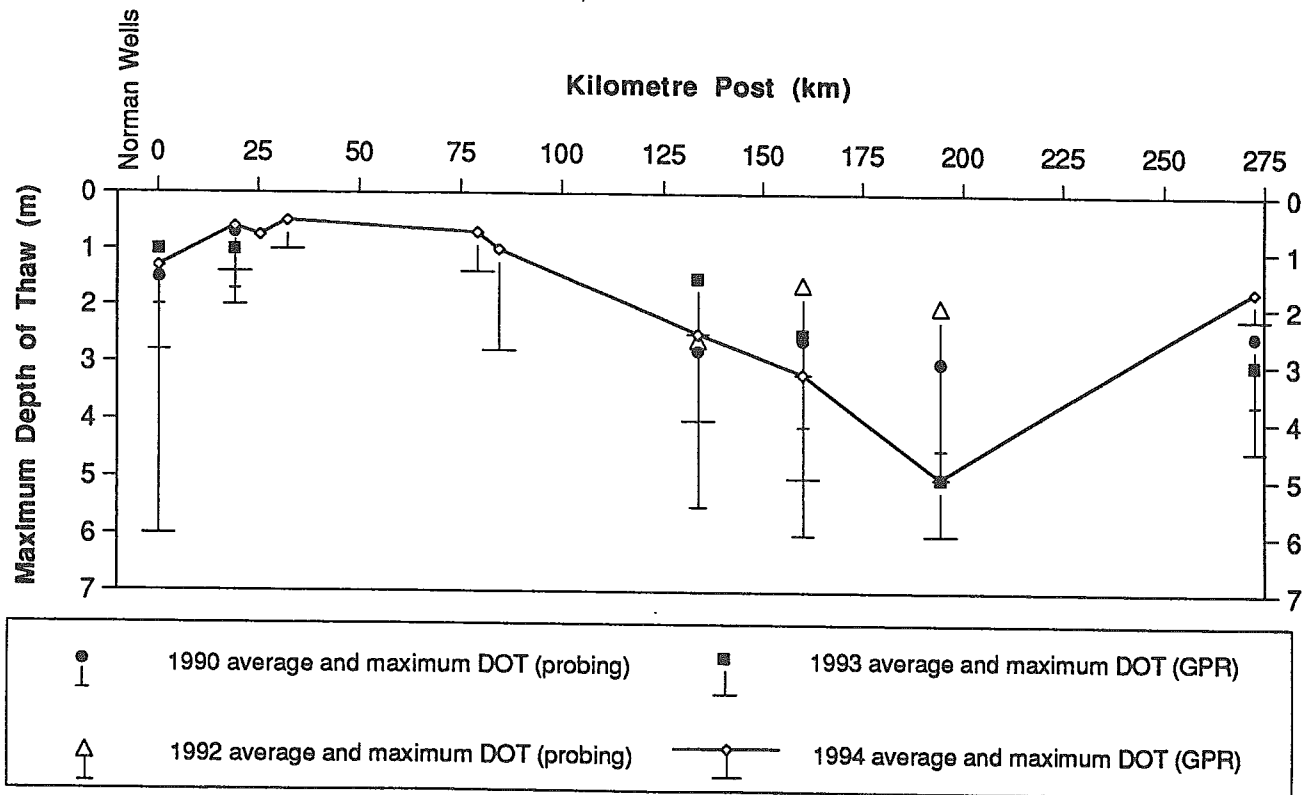 Norman Wells
Kilometre Post (km)
0 25 50 75 100 125 150 175 200 225 250 275
Maximum Depth of Thaw (m)
0 0
1 1
2 2
3 3
4 4
5 5
6 6
7 7
1990 average and maximum DOT (probing)
1993 average and maximum DOT (GPR)
1992 average and maximum DOT (probing)
1994 average and maximum DOT (GPR)